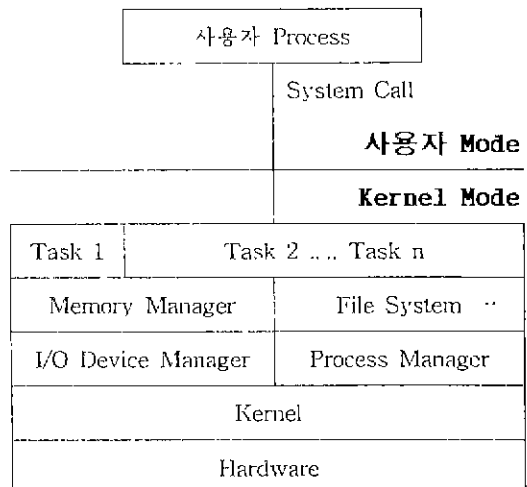 사용자 Process
System Call
사용자 Mode
Kernel Mode
Task 1 Task 2 .... Task n
Memory Manager File System ..
I/O Device Manager Process Manager
Kernel
Hardware